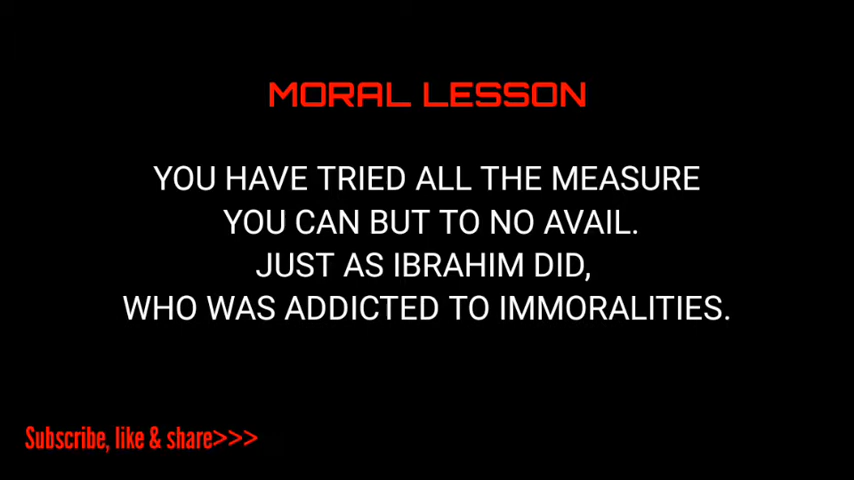 MORAL LESSON
YOU HAVE TRIED ALL THE MEASURE
YOU CAN BUT TO NO AVAIL.
JUST AS IBRAHIM DID,
WHO WAS ADDICTED TO IMMORALITIES.
Subscribe, like & share>>>